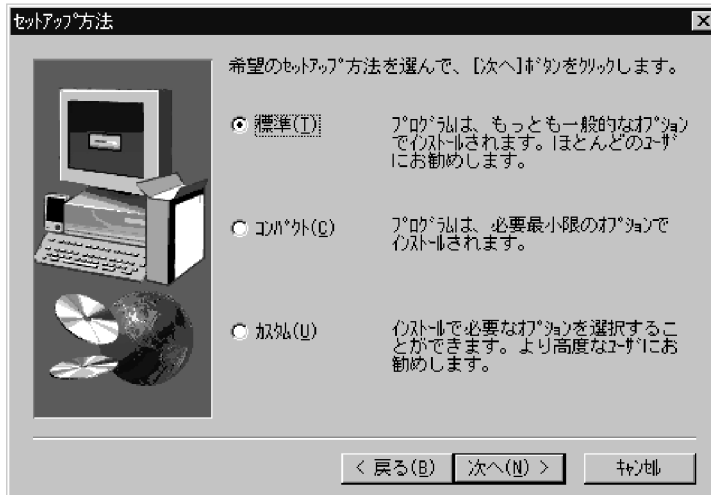 ｾｯﾄｱｯﾌﾟ方法
希望のｾｯﾄｱｯﾌﾟ方法を選んで、[次へ]ﾎﾞﾀﾝをｸﾘｯｸします。
標準(T)
ﾌﾟﾛｸﾞﾗﾑは、もっとも一般的なｵﾌﾟｼｮﾝ
でｲﾝｽﾄｰﾙされます。ほとんどのﾕｰｻﾞ
にお勧めします。
ｺﾝﾊﾟｸﾄ(C)
ﾌﾟﾛｸﾞﾗﾑは、必要最小限のｵﾌﾟｼｮﾝで
ｲﾝｽﾄｰﾙされます。
ｶｽﾀﾑ(U)
ｲﾝｽﾄｰﾙで必要なｵﾌﾟｼｮﾝを選択するこ
とができます。より高度なﾕｰｻﾞにお
勧めします。
< 戻る(B)
次へ(N) >
ｷｬﾝｾﾙ